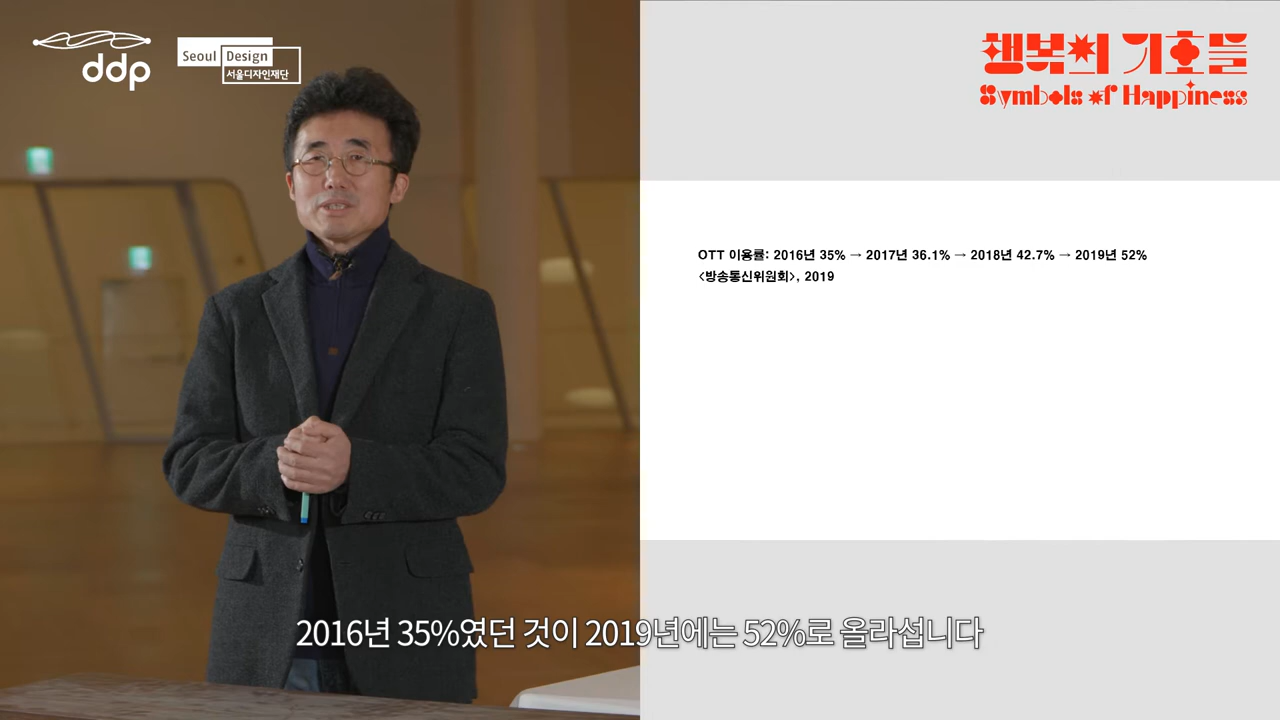 ddp
Seoul Design
서울디자인재단
행복의 기호들
Symbols of Happiness
OTT 이용률: 2016년 35% → 2017년 36.1% → 2018년 42.7% → 2019년 52%
<방송통신위원회>, 2019
2016년 35%였던 것이 2019년에는 52%로 올라섭니다